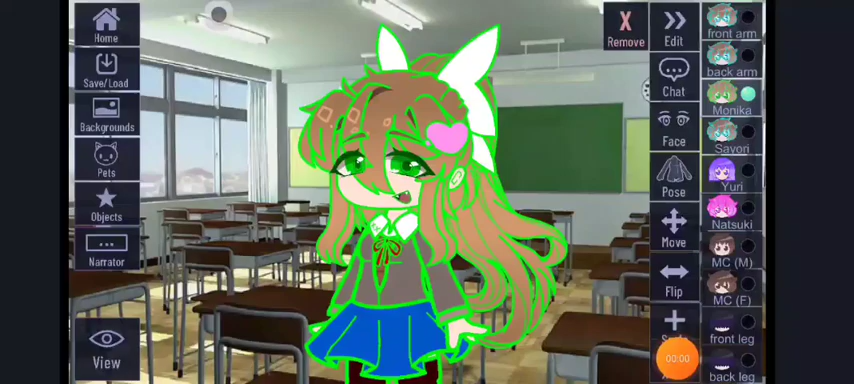 Home
Save/Load
Backgrounds
Pets
Objects
Narrator
View
X
Remove
Edit
Chat
Face
Pose
Move
Flip
front arm
back arm
Monika
Sayori
Yuri
Natsuki
MC (M)
MC (F)
front leg
back leg
00:00